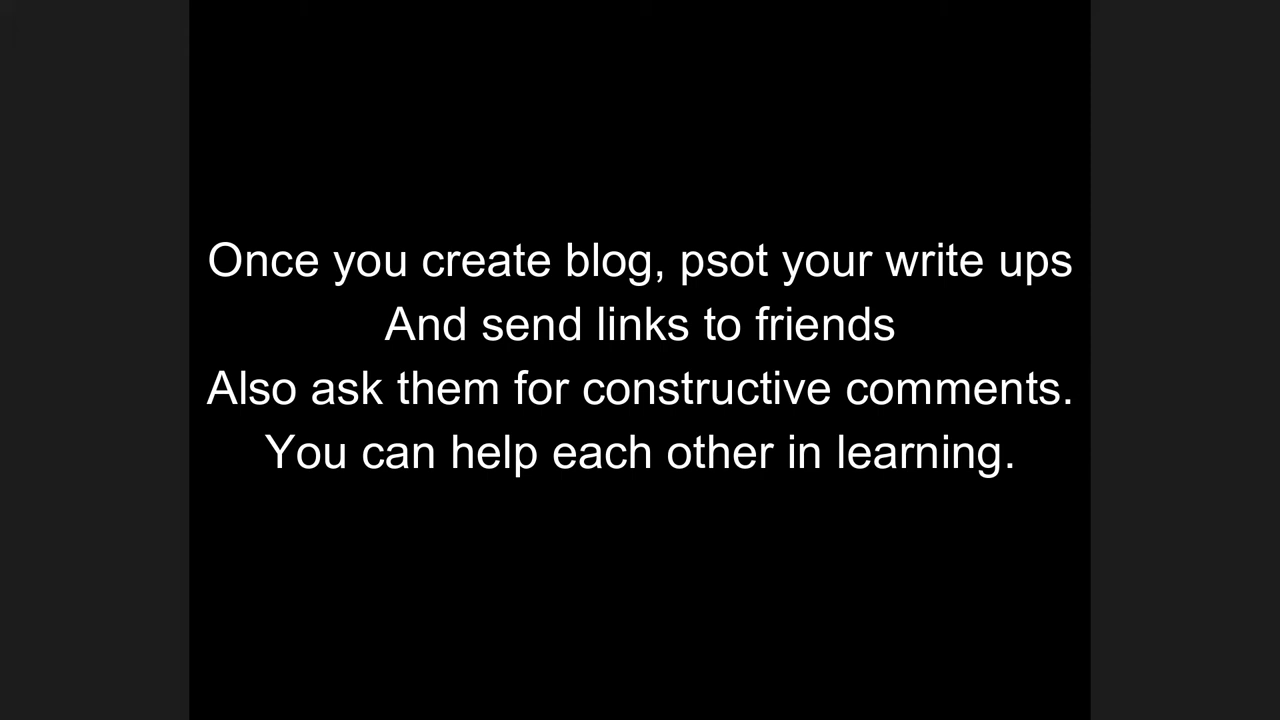 Once you create blog, psot your write ups
And send links to friends
Also ask them for constructive comments.
You can help each other in learning.